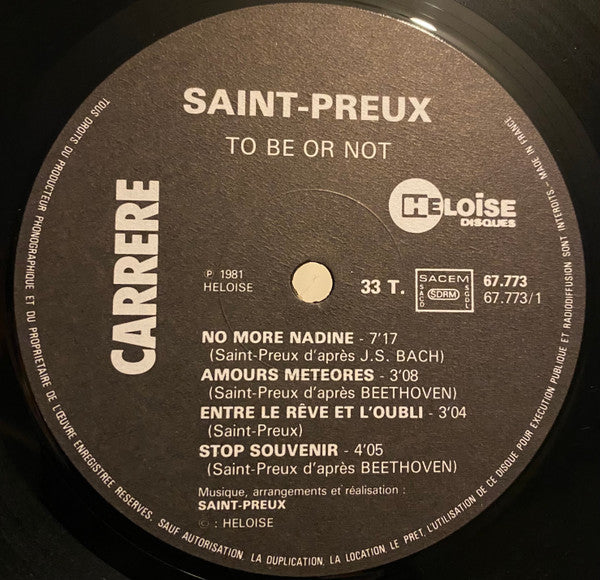 SAINT-PREUX
TO BE OR NOT
CARRERE
HELOÏSE
DISQUES
℗ 1981
HELOISE
33 T.
SACEM
SACD
SDRM
SGDL
67.773
67.773/1
NO MORE NADINE - 7'17
(Saint-Preux d'après J.S. BACH)
AMOURS METEORES - 3'08
(Saint-Preux d'après BEETHOVEN)
ENTRE LE RÊVE ET L'OUBLI - 3'04
(Saint-Preux)
STOP SOUVENIR - 4'05
(Saint-Preux d'après BEETHOVEN)
Musique, arrangements et réalisation :
SAINT-PREUX
© : HELOISE
TOUS DROITS DU PRODUCTEUR PHONOGRAPHIQUE ET DU PROPRIETAIRE DE L'ŒUVRE ENREGISTREE RESERVES. SAUF AUTORISATION, LA DUPLICATION, LA LOCATION, LE PRET, L'UTILISATION DE CE DISQUE POUR EXECUTION PUBLIQUE ET RADIODIFFUSION SONT INTERDITS - MADE IN FRANCE